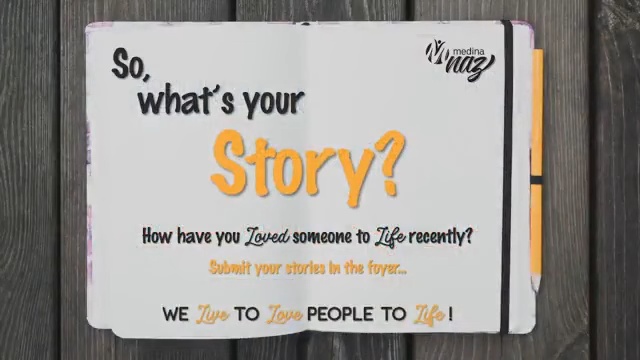 So,
medina
naz
what's your
Story?
How have you Loved someone to Life recently?
Submit your stories in the foyer...
WE Live TO Love PEOPLE TO Life!